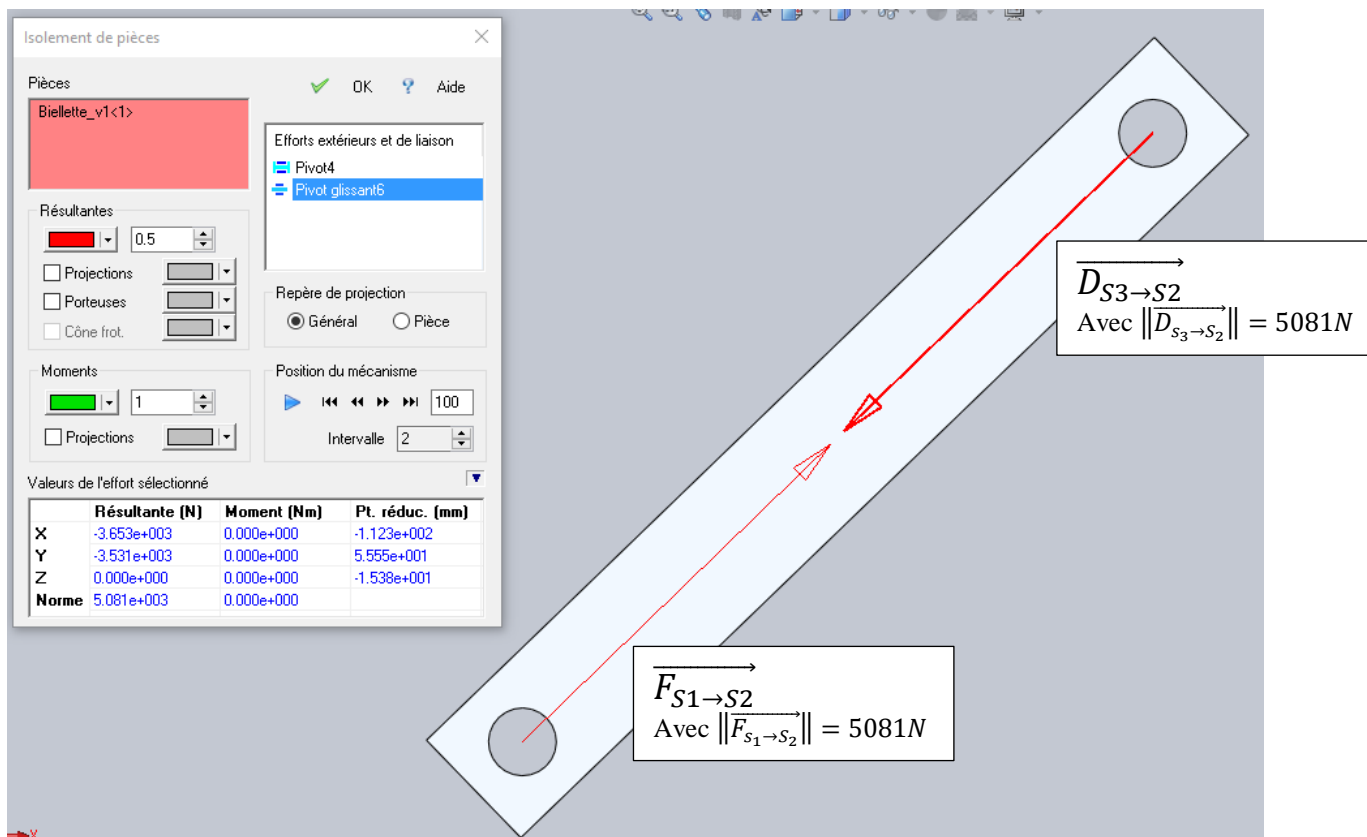 Isolement de pièces
Pièces
OK Aide
Biellette_v1<1>
Efforts extérieurs et de liaison
Pivot4
Pivot glissant6
Résultantes
0.5
Projections
Porteuses
Cône frot.
Repère de projection
Général Pièce
Moments
1
Projections
Position du mécanisme
100
Intervalle 2
Valeurs de l'effort sélectionné
Résultante (N) Moment (Nm) Pt. réduc. (mm)
X -3.653e+003 0.000e+000 -1.123e+002
Y -3.531e+003 0.000e+000 5.555e+001
Z 0.000e+000 0.000e+000 -1.538e+001
Norme 5.081e+003 0.000e+000
D_{S3→S2}
Avec ‖D_{s_3→s_2}‖ = 5081N
F_{S1→S2}
Avec ‖F_{s_1→s_2}‖ = 5081N
X